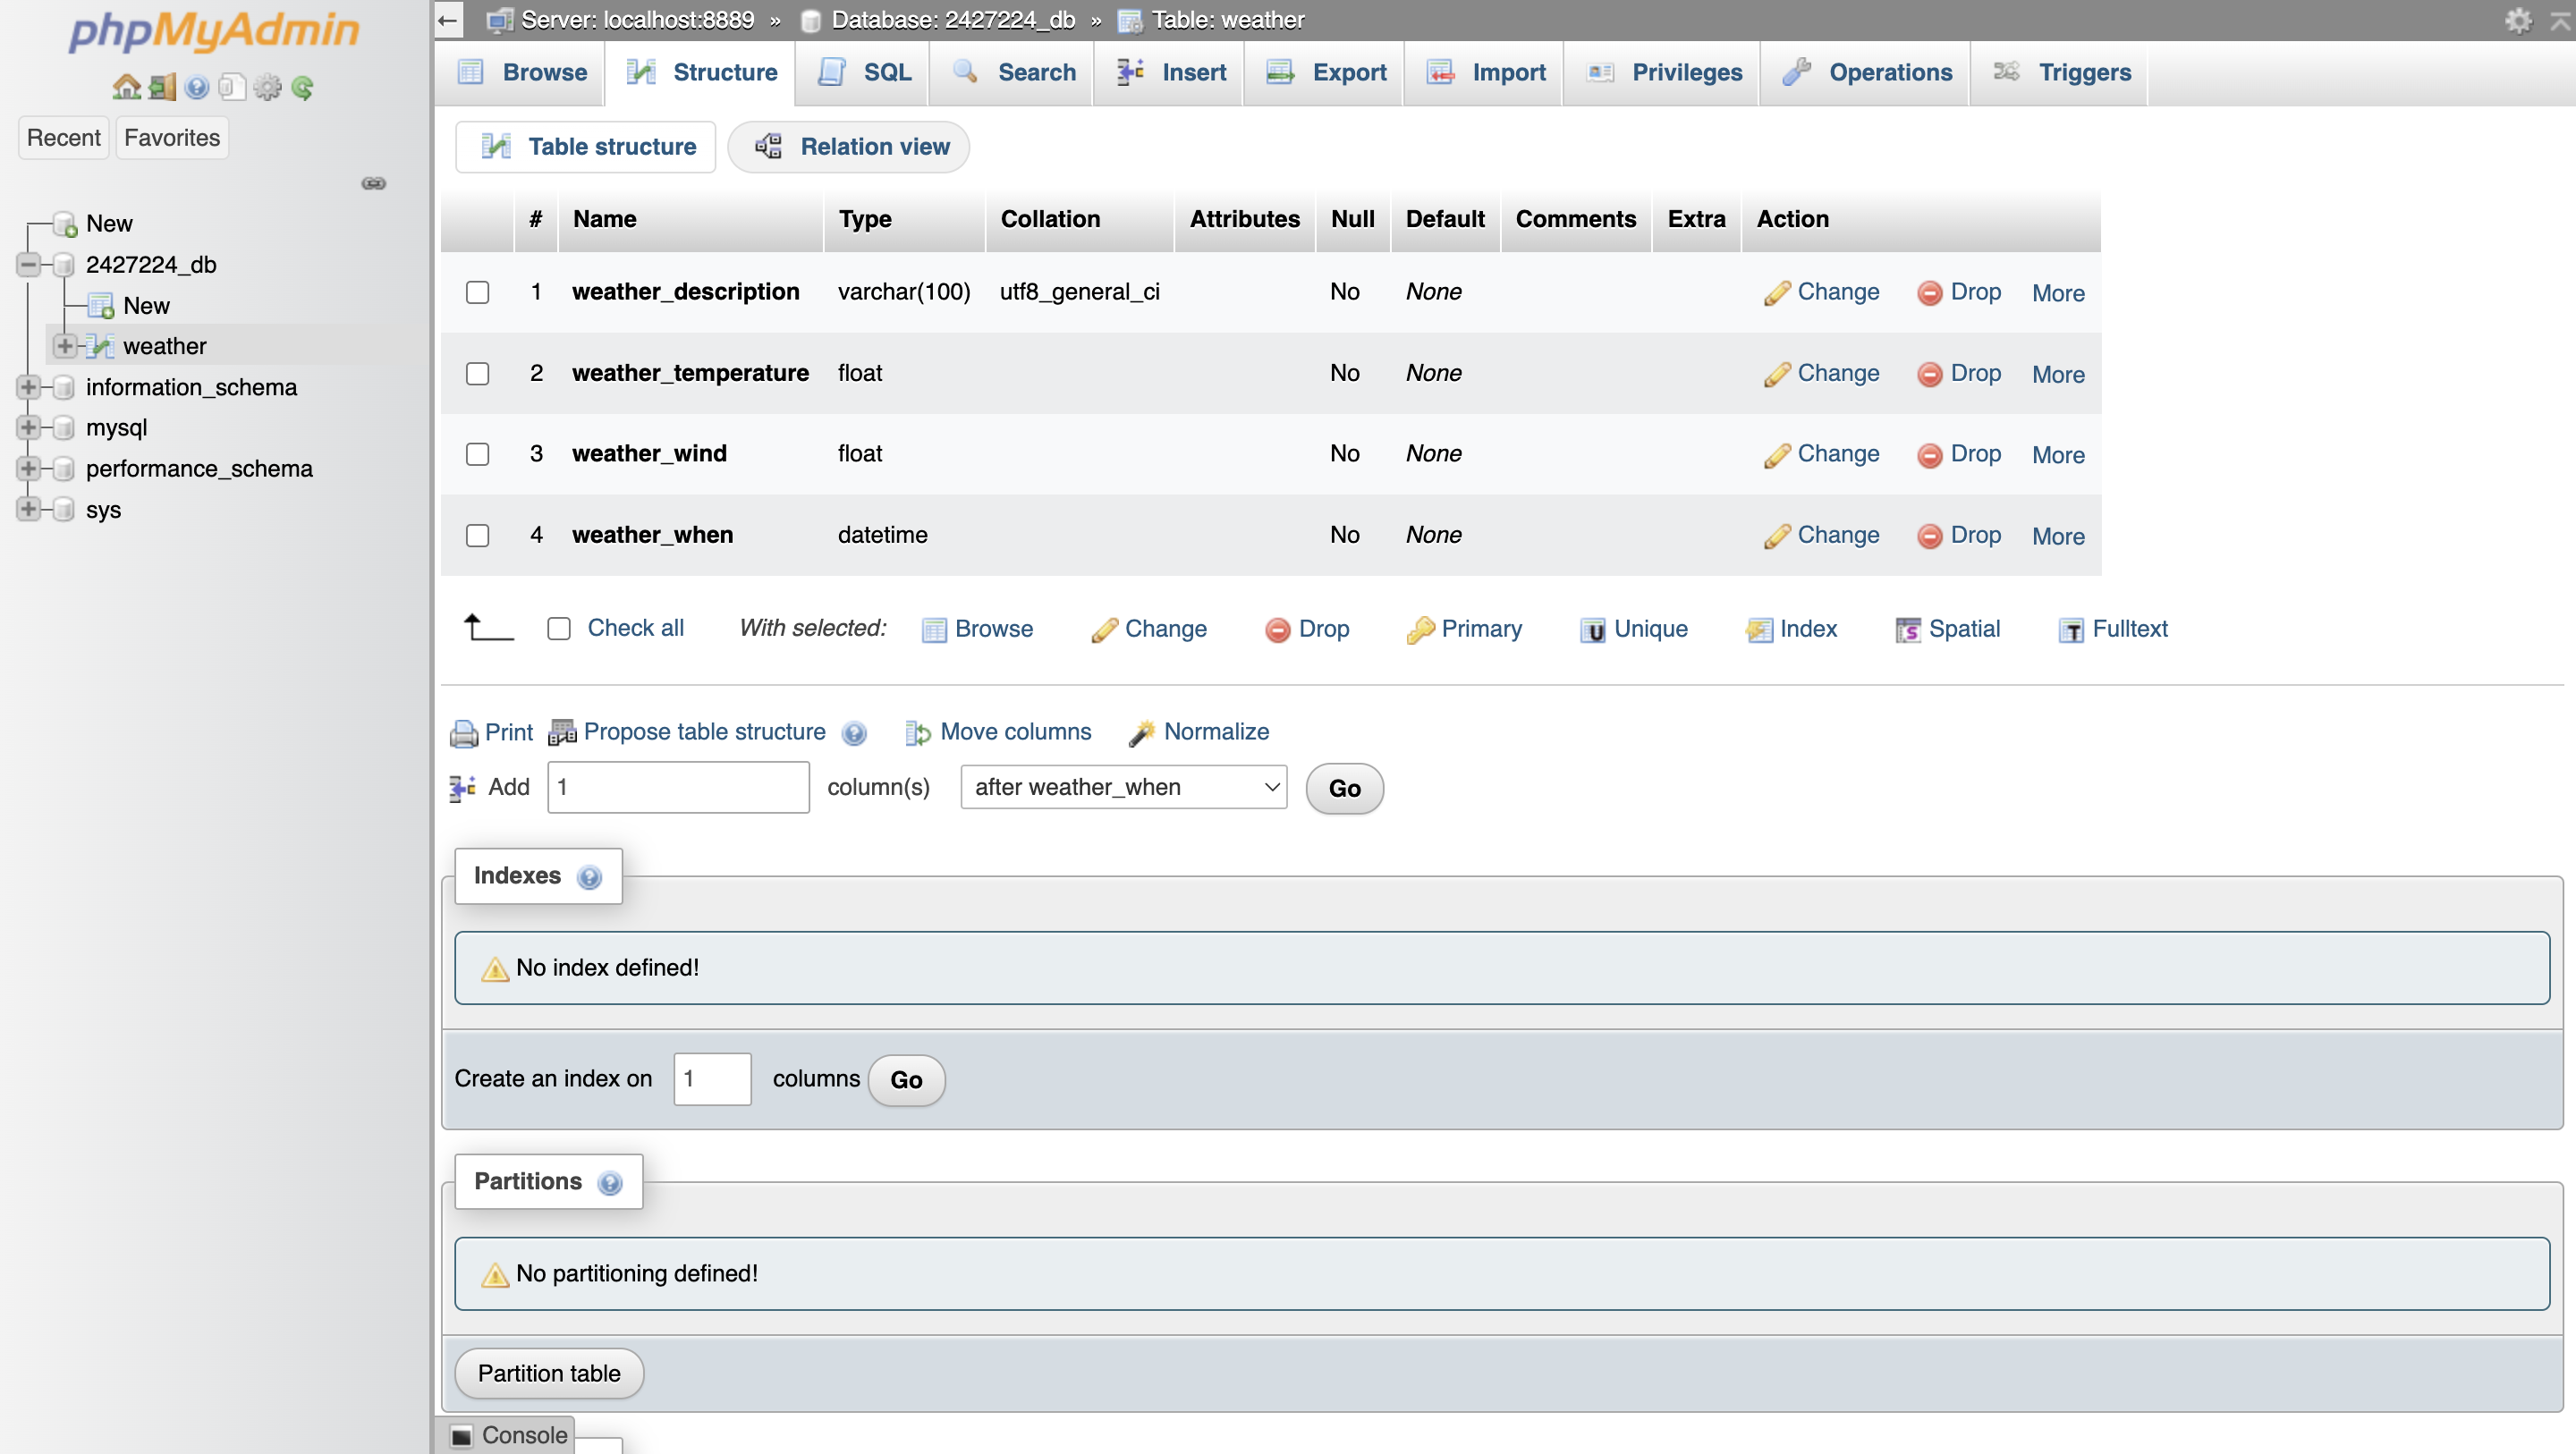 phpMyAdmin
Recent Favorites
New
2427224_db
New
weather
information_schema
mysql
performance_schema
sys
Server: localhost:8889 » Database: 2427224_db » Table: weather
Browse Structure SQL Search Insert Export Import Privileges Operations Triggers
Table structure Relation view
# Name Type Collation Attributes Null Default Comments Extra Action
1 weather_description varchar(100) utf8_general_ci No None Change Drop More
2 weather_temperature float No None Change Drop More
3 weather_wind float No None Change Drop More
4 weather_when datetime No None Change Drop More
Check all With selected: Browse Change Drop Primary Unique Index Spatial Fulltext
Print Propose table structure Move columns Normalize
Add 1 column(s) after weather_when Go
Indexes
No index defined!
Create an index on 1 columns Go
Partitions
No partitioning defined!
Partition table
Console